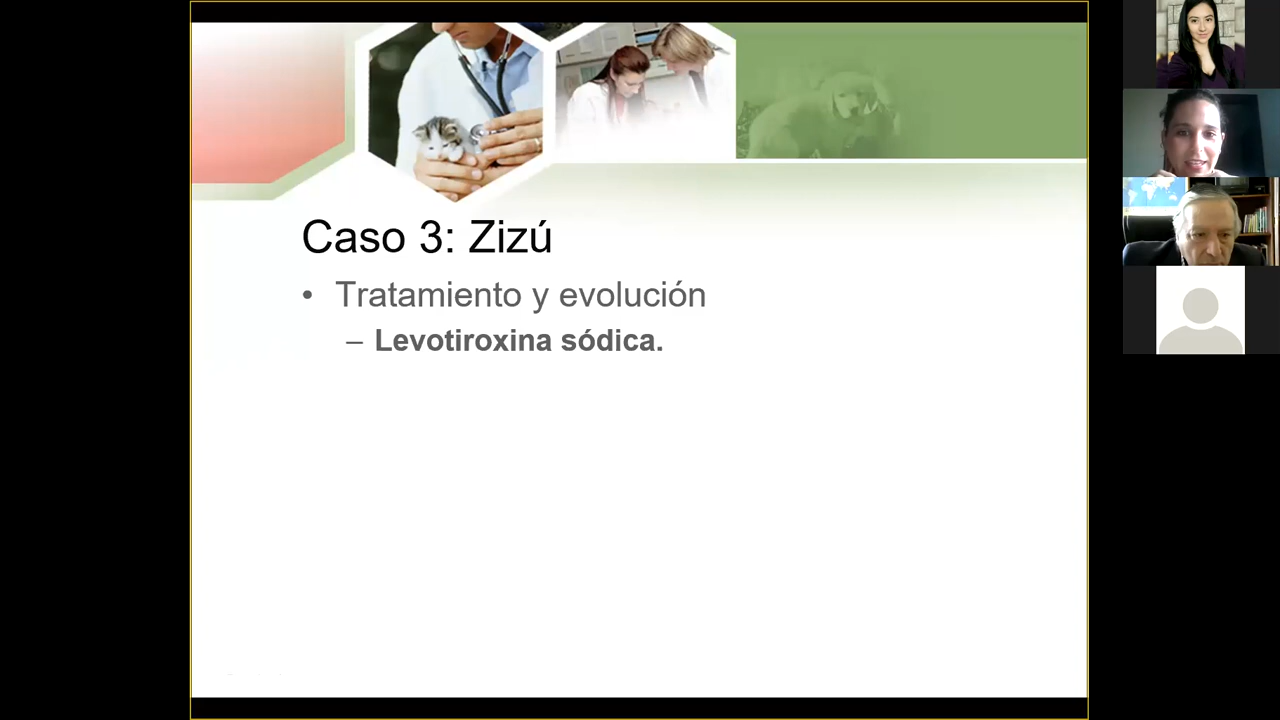 Caso 3: Zizú
• Tratamiento y evolución
– Levotiroxina sódica.